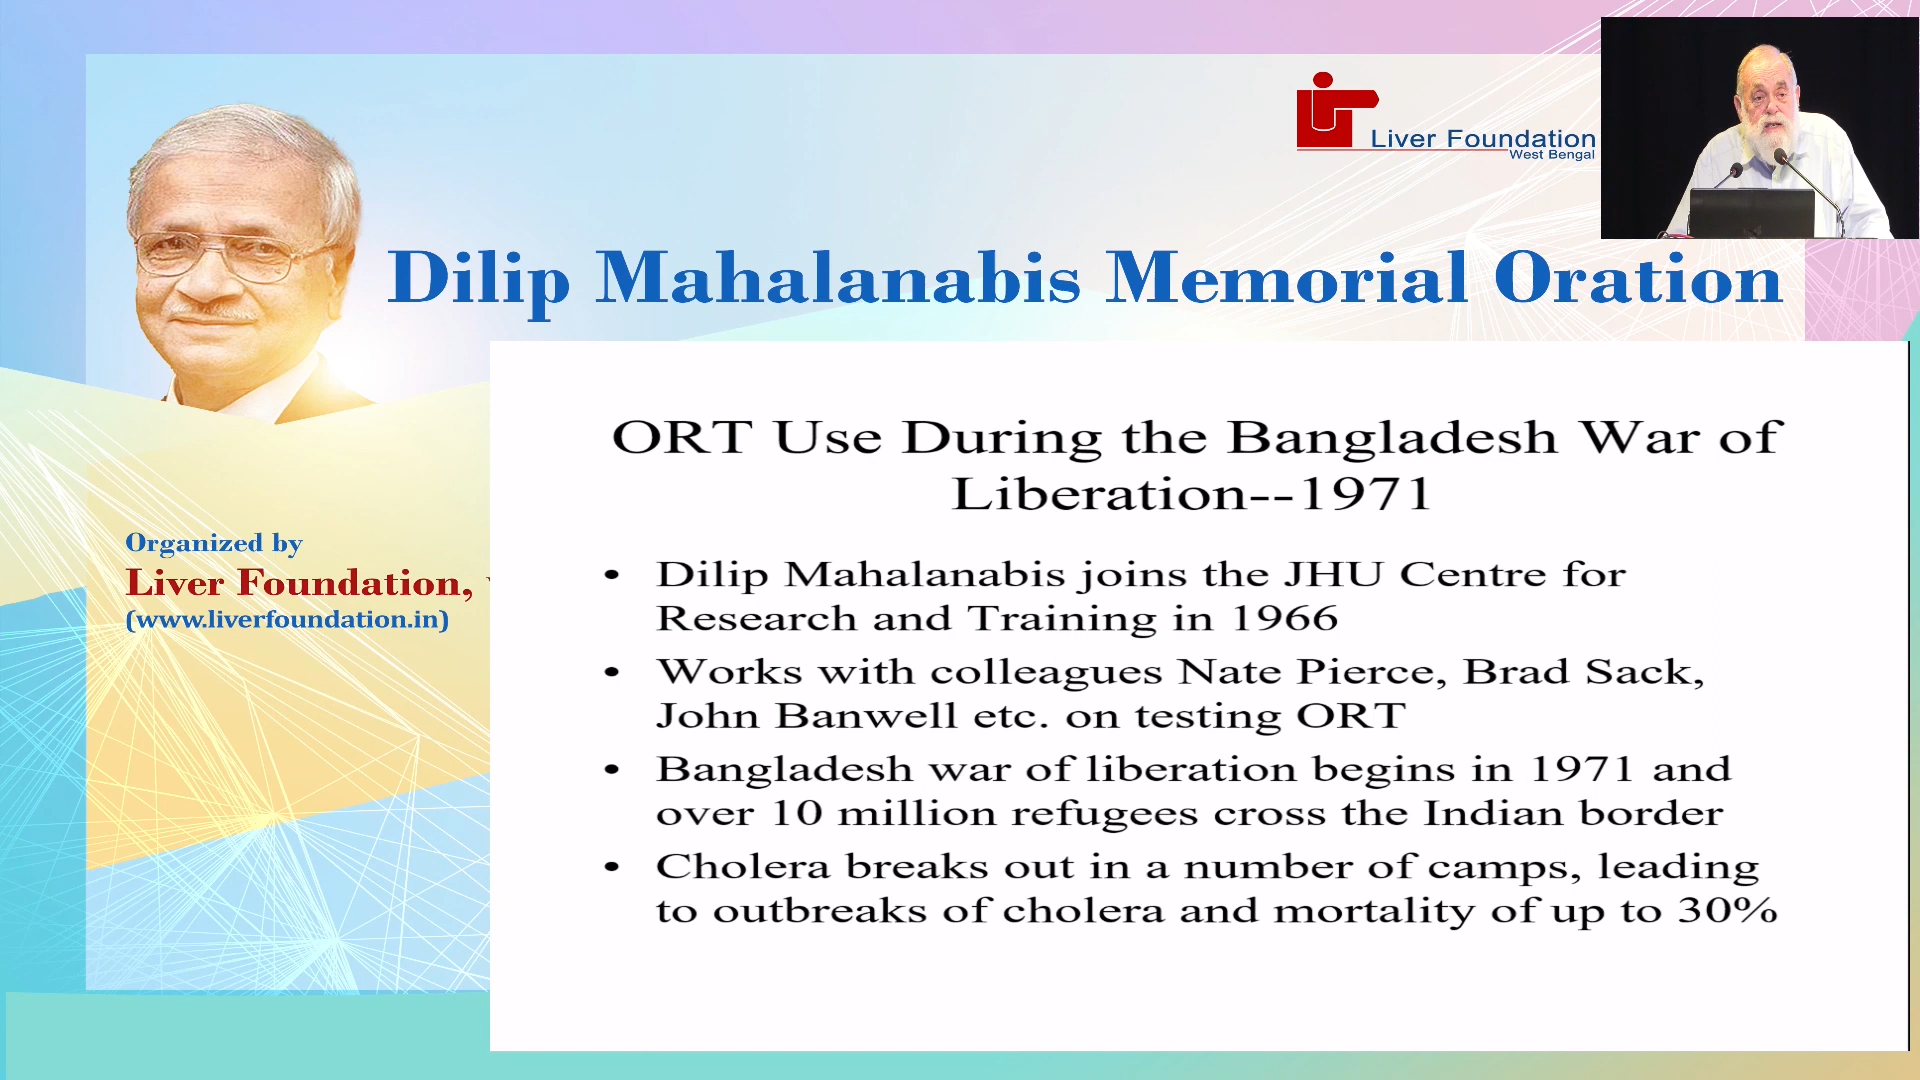 Liver Foundation
West Bengal
Dilip Mahalanabis Memorial Oration
Organized by
Liver Foundation,
(www.liverfoundation.in)
ORT Use During the Bangladesh War of
Liberation--1971
• Dilip Mahalanabis joins the JHU Centre for
Research and Training in 1966
• Works with colleagues Nate Pierce, Brad Sack,
John Banwell etc. on testing ORT
• Bangladesh war of liberation begins in 1971 and
over 10 million refugees cross the Indian border
• Cholera breaks out in a number of camps, leading
to outbreaks of cholera and mortality of up to 30%